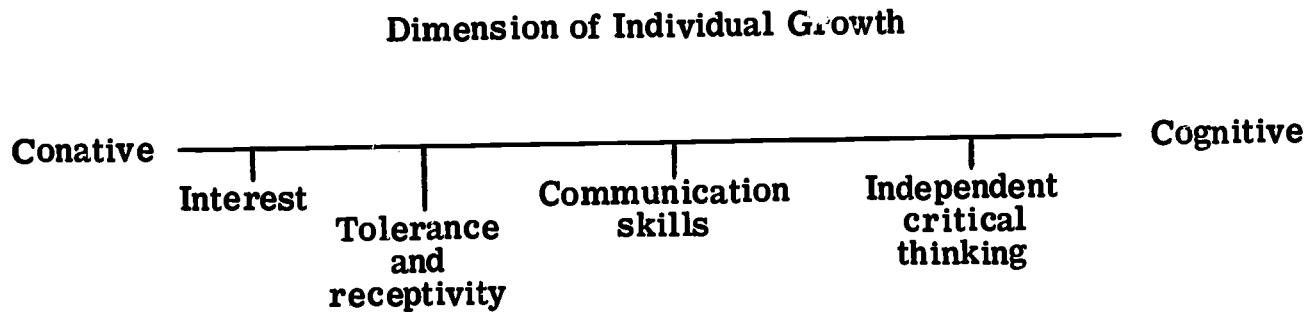 Dimension of Individual Growth
Conative
Cognitive
Interest
Tolerance
and
receptivity
Communication
skills
Independent
critical
thinking